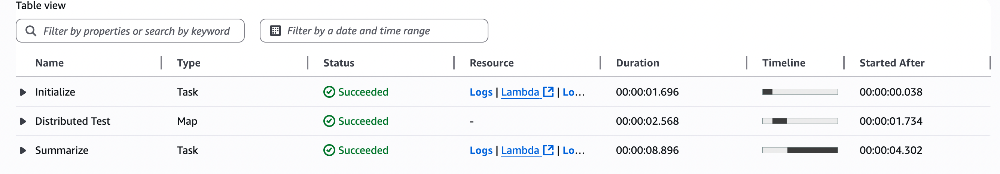 Table view
Filter by properties or search by keyword Filter by a date and time range
Name Type Status Resource Duration Timeline Started After
Initialize Task Succeeded Logs | Lambda | Lo... 00:00:01.696 00:00:00.038
Distributed Test Map Succeeded - 00:00:02.568 00:00:01.734
Summarize Task Succeeded Logs | Lambda | Lo... 00:00:08.896 00:00:04.302